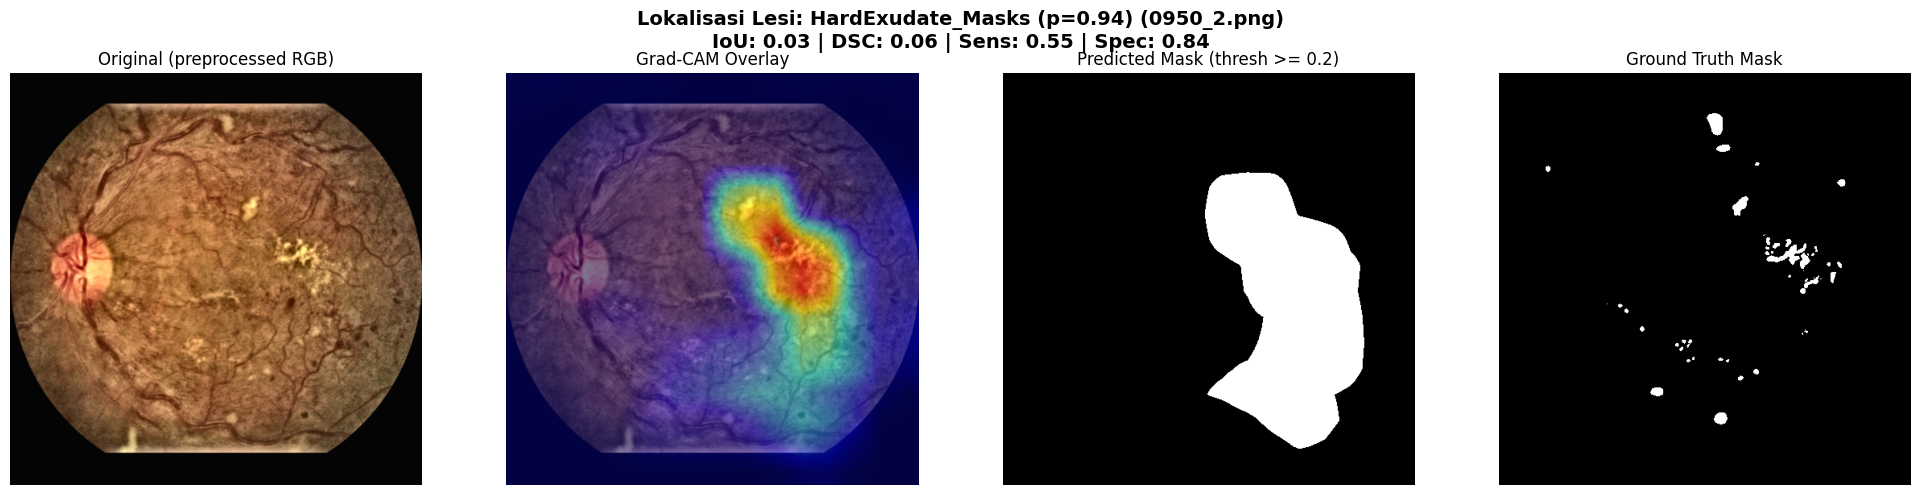 Lokalisasi Lesi: HardExudate_Masks (p=0.94) (0950_2.png)
IoU: 0.03 | DSC: 0.06 | Sens: 0.55 | Spec: 0.84
Original (preprocessed RGB)
Grad-CAM Overlay
Predicted Mask (thresh >= 0.2)
Ground Truth Mask